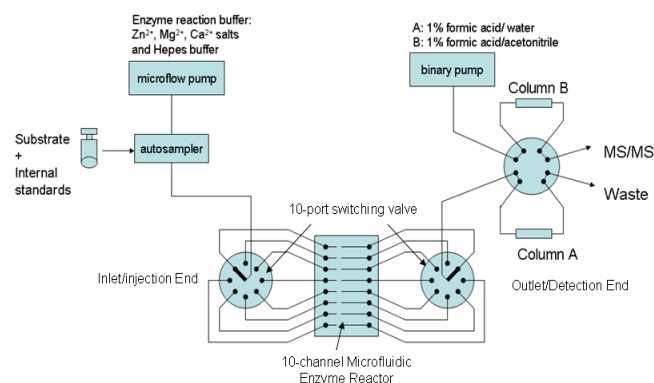 Enzyme reaction buffer:
Zn²⁺, Mg²⁺, Ca²⁺ salts
and Hepes buffer
microflow pump
Substrate
+
Internal
standards
autosampler
A: 1% formic acid/ water
B: 1% formic acid/acetonitrile
binary pump
Column B
MS/MS
Waste
Column A
10-port switching valve
Inlet/injection End
Outlet/Detection End
10-channel Microfluidic
Enzyme Reactor